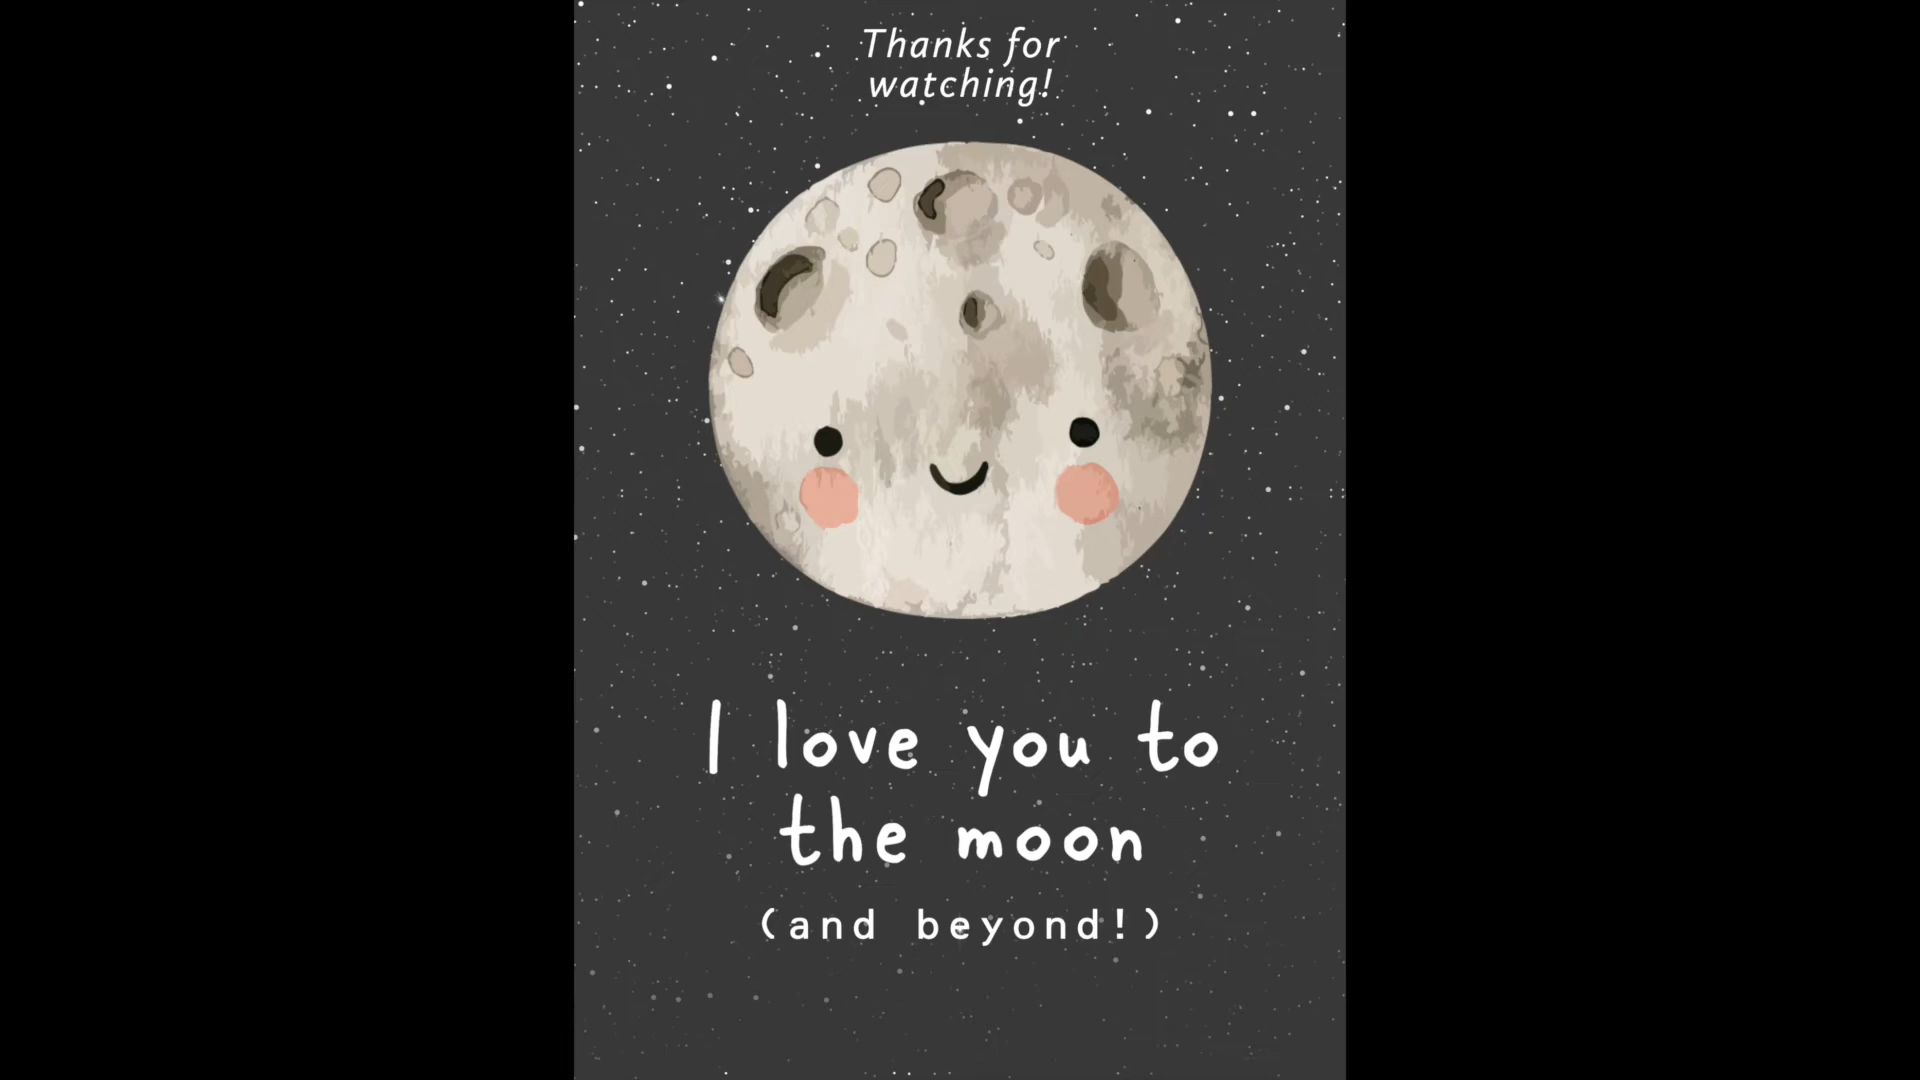 Thanks for
watching!
I love you to
the moon
(and beyond!)